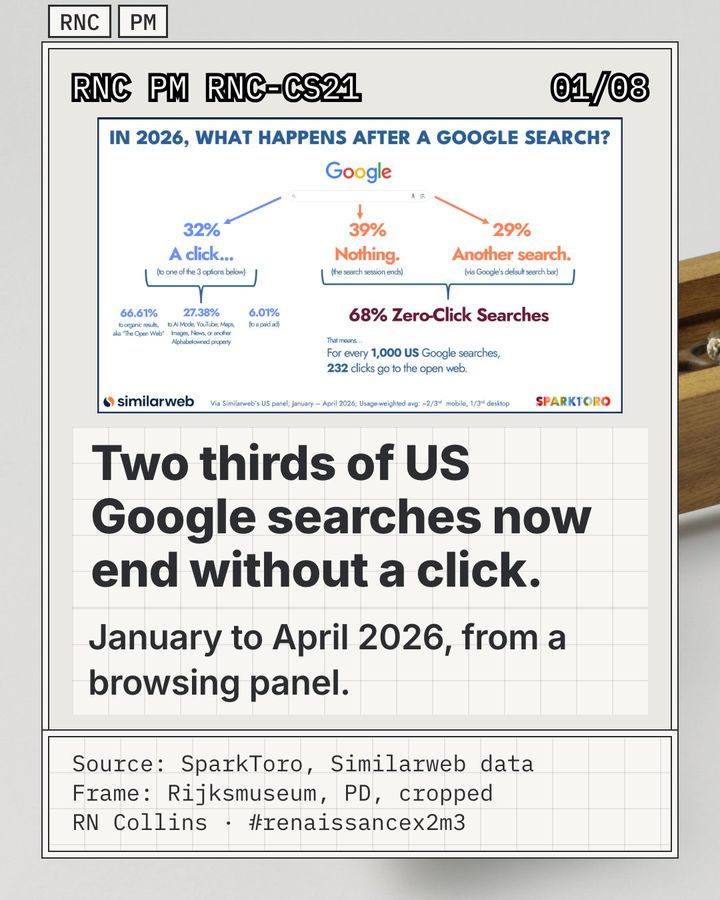 RNC PM
RNC PM RNC-CS21 01/08
IN 2026, WHAT HAPPENS AFTER A GOOGLE SEARCH?
Google
32% 39% 29%
A click... Nothing. Another search.
(to one of the 3 options below) (the search session ends) (via Google's default search bar)
66.61% 27.38% 6.01%
to organic results, to AI Mode, YouTube, Maps, (to a paid ad)
aka "The Open Web" Images, News, or another
Alphabet-owned property
68% Zero-Click Searches
That means...
For every 1,000 US Google searches,
232 clicks go to the open web.
similarweb Via Similarweb's US panel; January – April 2026; Usage-weighted avg: ~2/3rd mobile, 1/3rd desktop SPARKTORO
Two thirds of US
Google searches now
end without a click.
January to April 2026, from a
browsing panel.
Source: SparkToro, Similarweb data
Frame: Rijksmuseum, PD, cropped
RN Collins · #renaissancex2m3